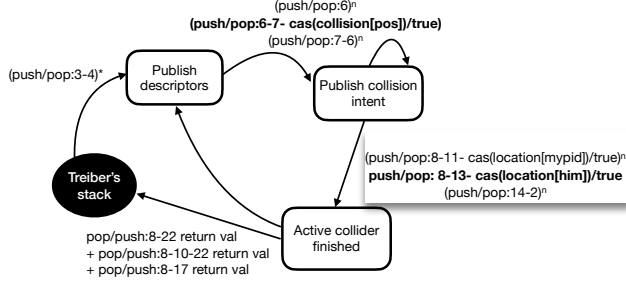 (push/pop:6)ⁿ
(push/pop:6-7- cas(collision[pos])/true)
(push/pop:7-6)ⁿ
(push/pop:3-4)*
Publish
descriptors
Publish collision
intent
(push/pop:8-11- cas(location[mypid])/true)ⁿ
push/pop: 8-13- cas(location[him])/true
(push/pop:14-2)ⁿ
Treiber's
stack
Active collider
finished
pop/push:8-22 return val
+ pop/push:8-10-22 return val
+ pop/push:8-17 return val